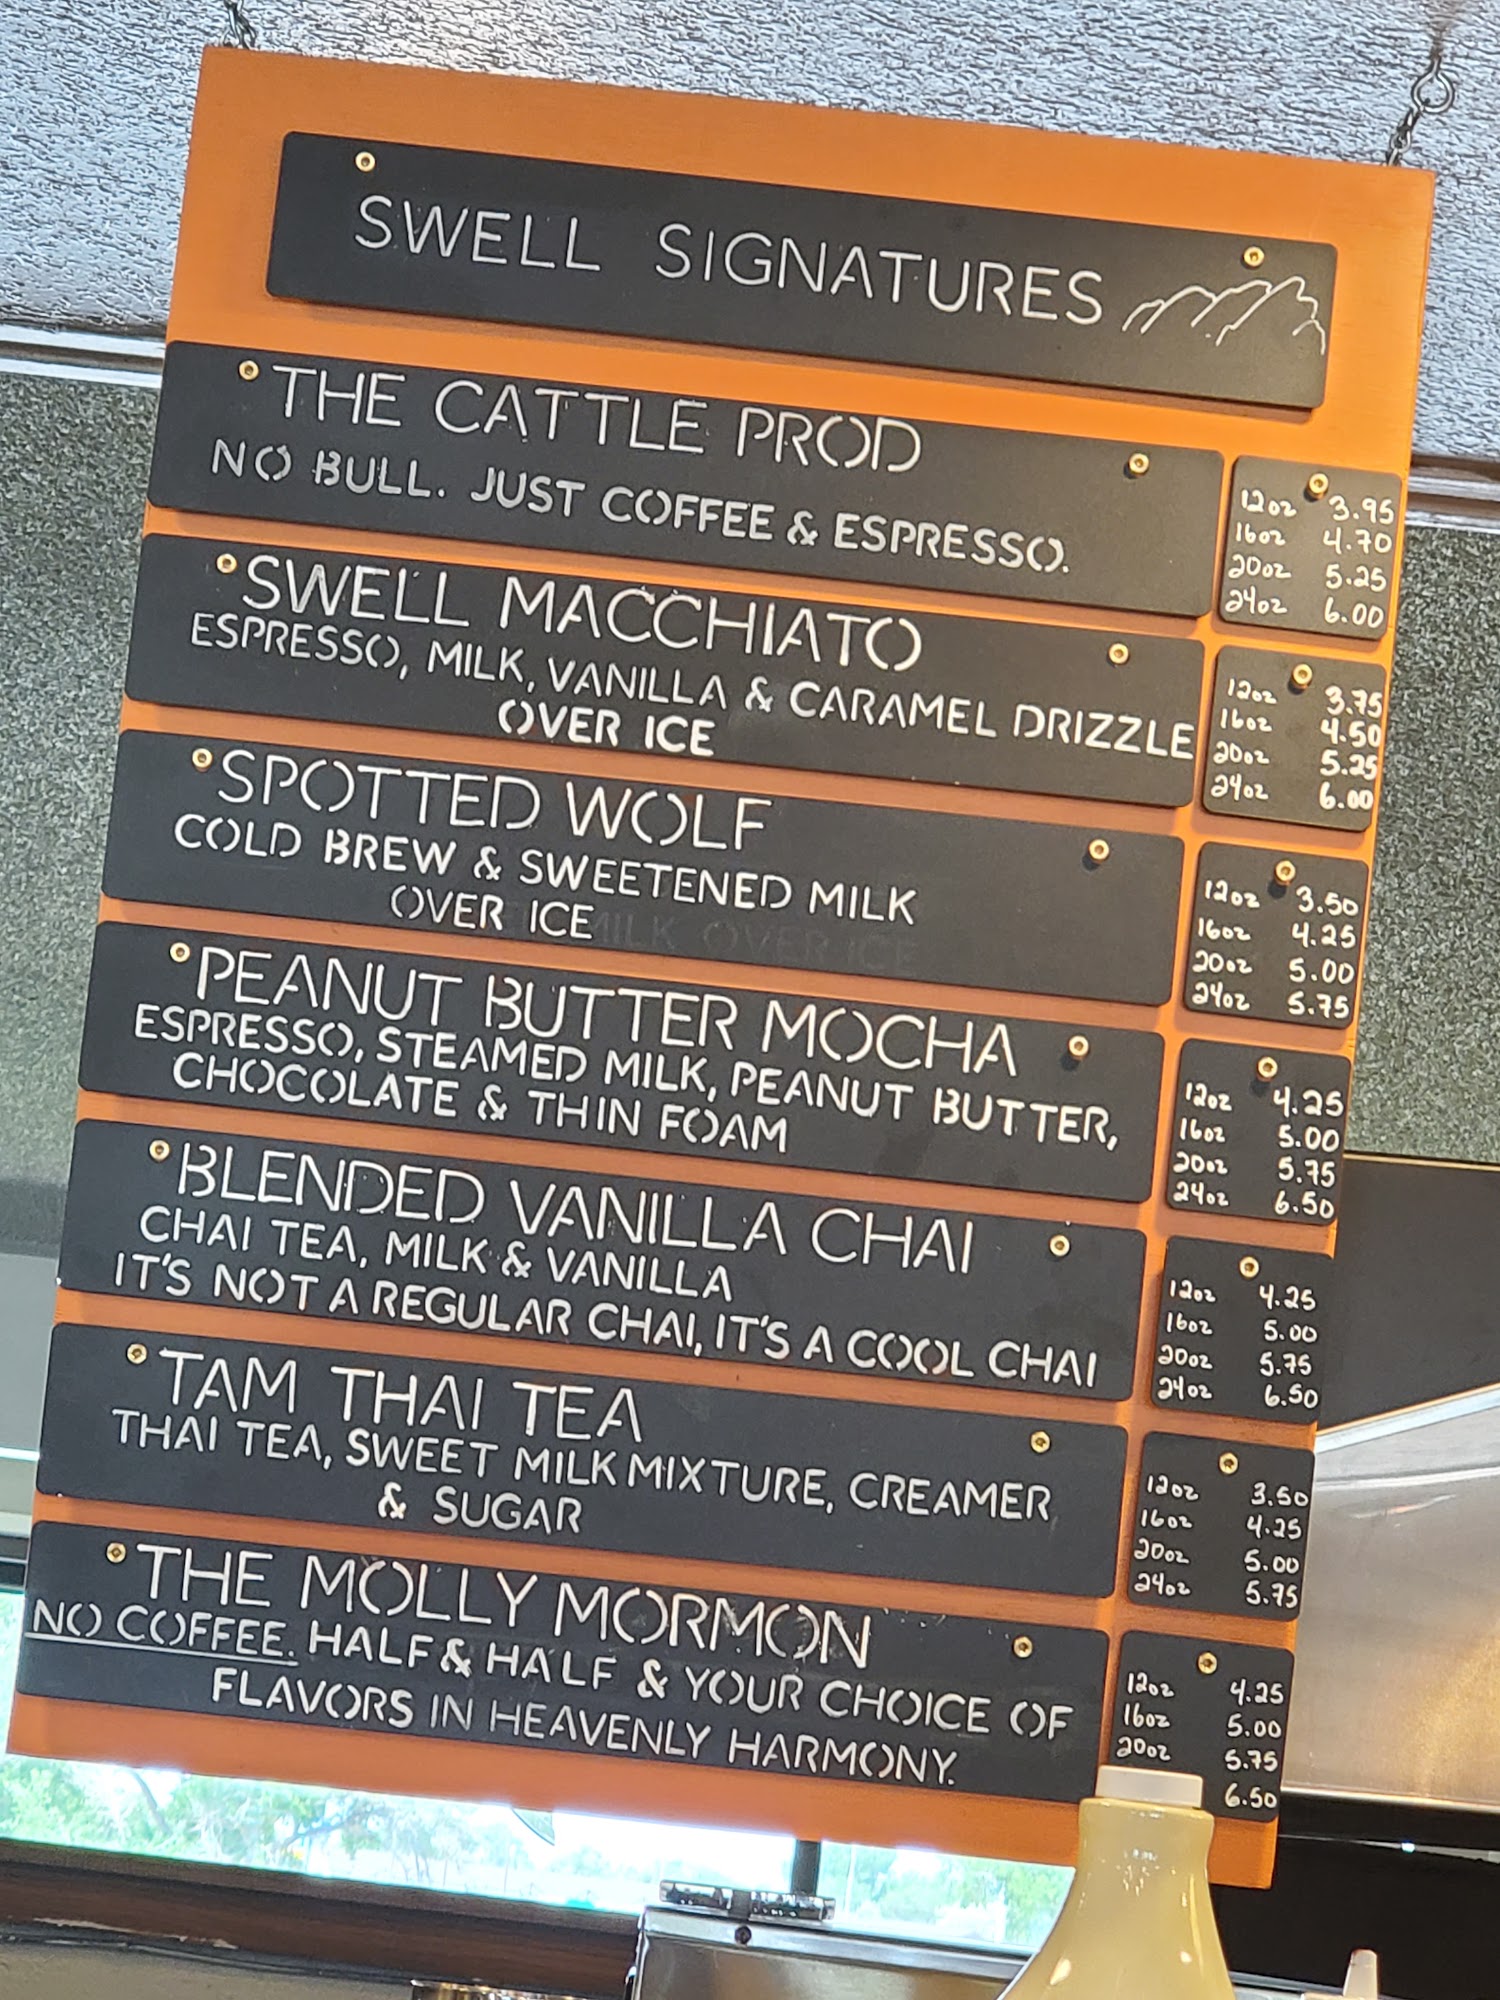 SWELL SIGNATURES
THE CATTLE PROD
NO BULL. JUST COFFEE & ESPRESSO.
12oz 3.95
16oz 4.70
20oz 5.25
24oz 6.00
SWELL MACCHIATO
ESPRESSO, MILK, VANILLA & CARAMEL DRIZZLE
OVER ICE
12oz 3.75
16oz 4.50
20oz 5.25
24oz 6.00
SPOTTED WOLF
COLD BREW & SWEETENED MILK
OVER ICE
MILK OVER ICE
12oz 3.50
16oz 4.25
20oz 5.00
24oz 5.75
PEANUT BUTTER MOCHA
ESPRESSO, STEAMED MILK, PEANUT BUTTER,
CHOCOLATE & THIN FOAM
12oz 4.25
16oz 5.00
20oz 5.75
24oz 6.50
BLENDED VANILLA CHAI
CHAI TEA, MILK & VANILLA
IT'S NOT A REGULAR CHAI, IT'S A COOL CHAI
12oz 4.25
16oz 5.00
20oz 5.75
24oz 6.50
TAM THAI TEA
THAI TEA, SWEET MILK MIXTURE, CREAMER
& SUGAR
12oz 3.50
16oz 4.25
20oz 5.00
24oz 5.75
THE MOLLY MORMON
NO COFFEE. HALF & HALF & YOUR CHOICE OF
FLAVORS IN HEAVENLY HARMONY.
12oz 4.25
16oz 5.00
20oz 5.75
6.50